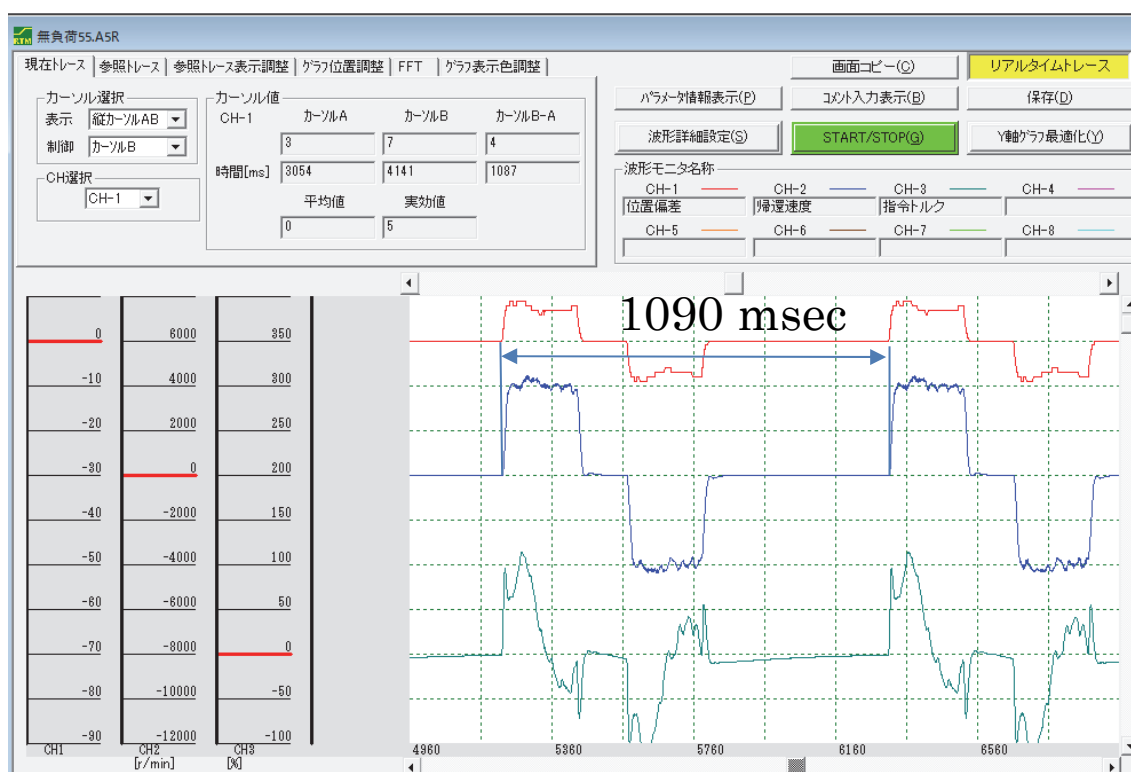 RTM 無負荷55.A5R
現在トレース 参照トレース 参照トレース表示調整 グラフ位置調整 FFT グラフ表示色調整
画面コピー(C) リアルタイムトレース
パラメータ情報表示(P) コメント入力表示(B) 保存(D)
波形詳細設定(S) START/STOP(G) Y軸グラフ最適化(Y)
カーソル選択
表示 縦カーソルAB
制御 カーソルB
CH選択
CH-1
カーソル値
CH-1 カーソルA カーソルB カーソルB-A
3 7 4
時間[ms] 3054 4141 1087
平均値 実効値
0 5
波形モニタ名称
CH-1 CH-2 CH-3 CH-4
位置偏差 帰還速度 指令トルク
CH-5 CH-6 CH-7 CH-8
1090 msec
0 6000 350
-10 4000 300
-20 2000 250
-30 0 200
-40 -2000 150
-50 -4000 100
-60 -6000 50
-70 -8000 0
-80 -10000 -50
-90 -12000 -100
CH1 CH2 CH3
[r/min] [%]
4960 5360 5760 6160 6560